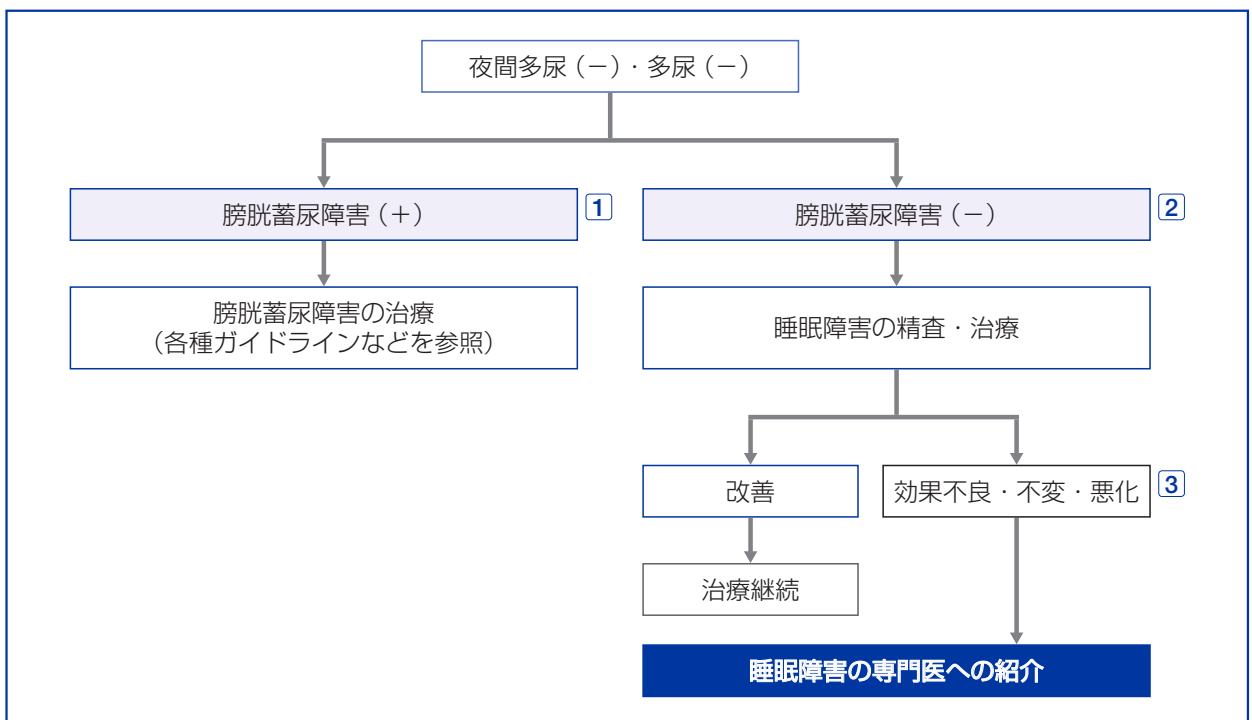 夜間多尿（－）・多尿（－）
膀胱蓄尿障害（＋）
1
膀胱蓄尿障害（－）
2
膀胱蓄尿障害の治療
（各種ガイドラインなどを参照）
睡眠障害の精査・治療
改善
効果不良・不変・悪化
3
治療継続
睡眠障害の専門医への紹介